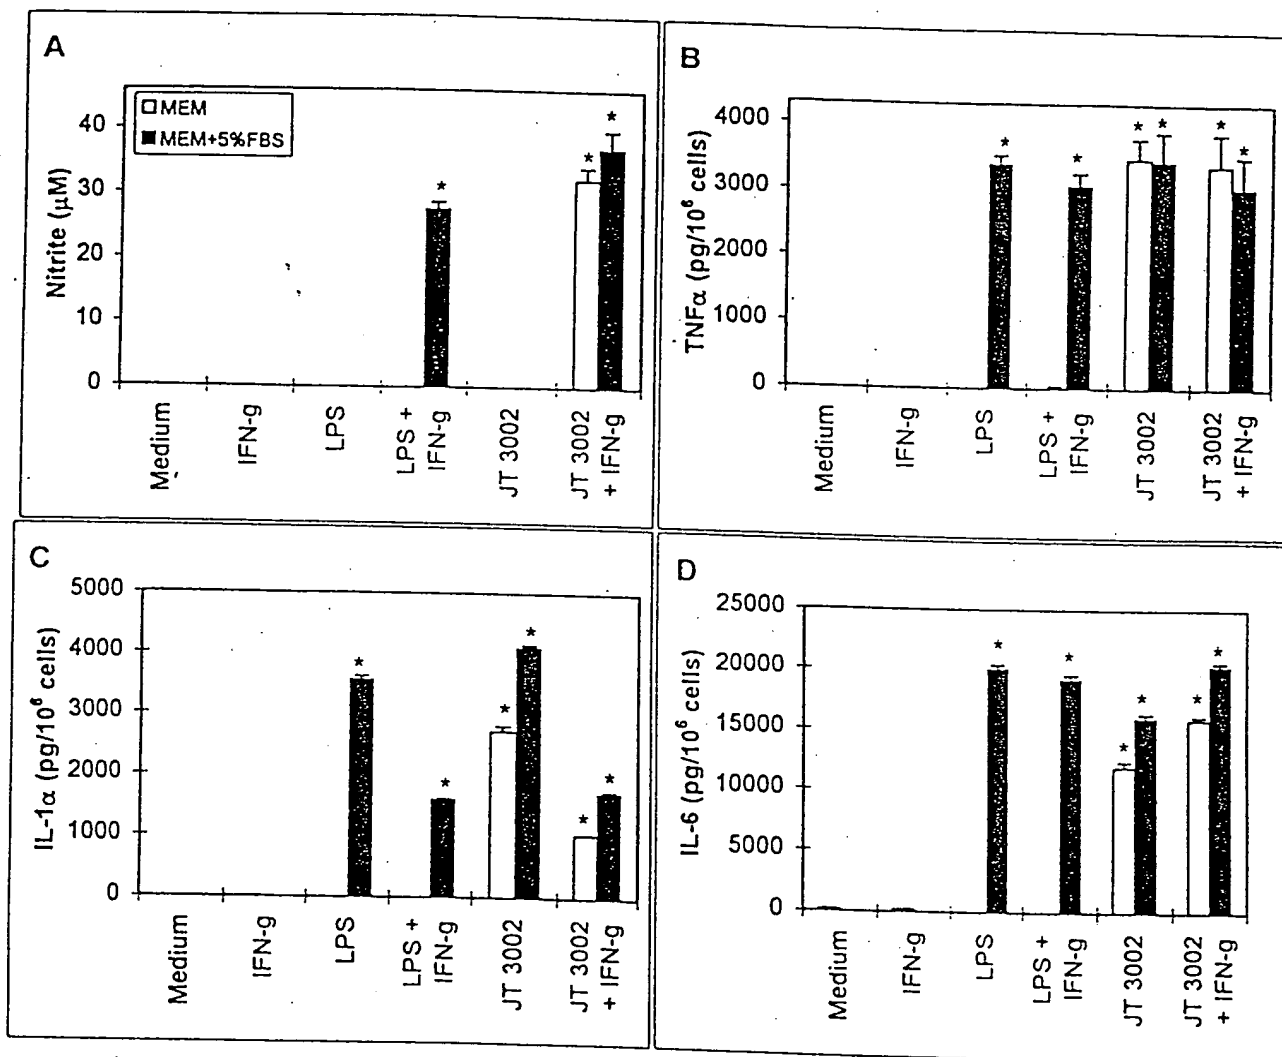 A
MEM
MEM+5%FBS
Nitrite (μM)
40
30
20
10
0
Medium
IFN-g
LPS
LPS +
IFN-g
JT 3002
JT 3002
+ IFN-g
*
*
*
B
TNFα (pg/10⁶ cells)
4000
3000
2000
1000
0
Medium
IFN-g
LPS
LPS +
IFN-g
JT 3002
JT 3002
+ IFN-g
*
*
*
*
*
*
C
IL-1α (pg/10⁶ cells)
5000
4000
3000
2000
1000
0
Medium
IFN-g
LPS
LPS +
IFN-g
JT 3002
JT 3002
+ IFN-g
*
*
*
*
*
*
D
IL-6 (pg/10⁶ cells)
25000
20000
15000
10000
5000
0
Medium
IFN-g
LPS
LPS +
IFN-g
JT 3002
JT 3002
+ IFN-g
*
*
*
*
*
*